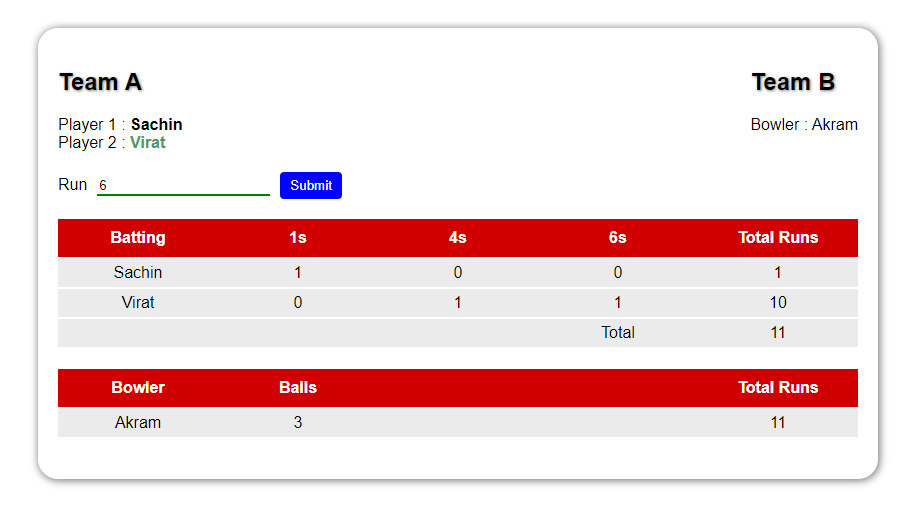 Team A Team B
Player 1 : Sachin Bowler : Akram
Player 2 : Virat
Run 6 Submit
Batting 1s 4s 6s Total Runs
Sachin 1 0 0 1
Virat 0 1 1 10
Total 11
Bowler Balls Total Runs
Akram 3 11